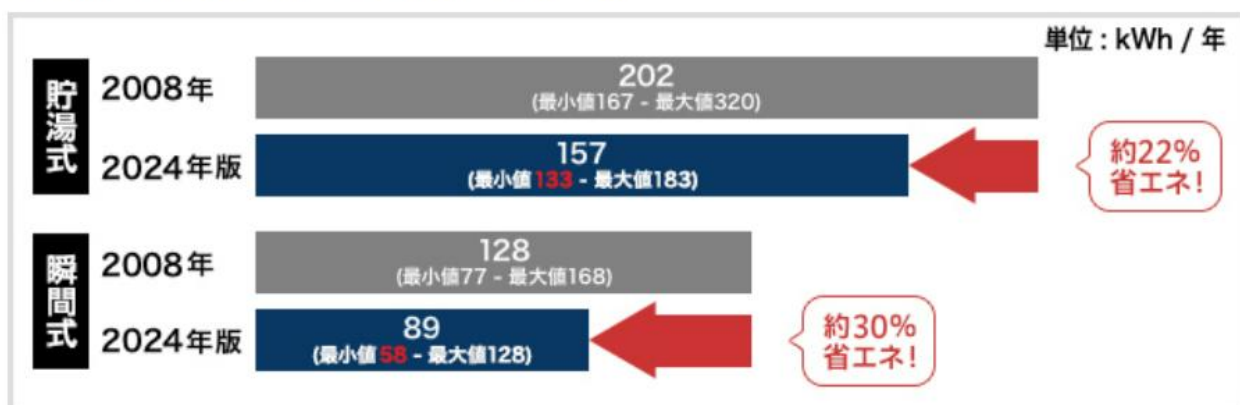 単位：kWh / 年
貯湯式
2008年
202
(最小値167 - 最大値320)
2024年版
157
(最小値133 - 最大値183)
約22%
省エネ！
瞬間式
2008年
128
(最小値77 - 最大値168)
2024年版
89
(最小値58 - 最大値128)
約30%
省エネ！